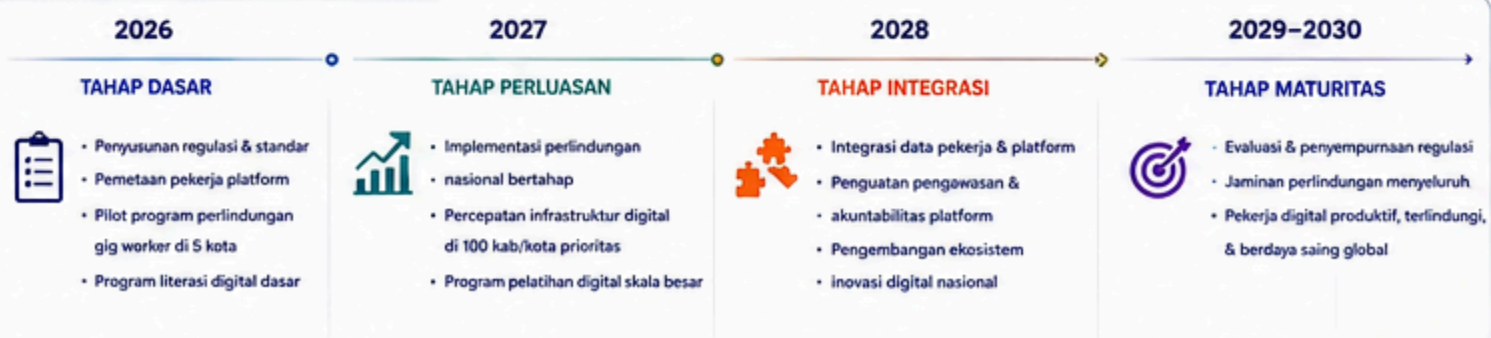 2026
TAHAP DASAR
• Penyusunan regulasi & standar
• Pemetaan pekerja platform
• Pilot program perlindungan
gig worker di 5 kota
• Program literasi digital dasar
2027
TAHAP PERLUASAN
• Implementasi perlindungan
• nasional bertahap
• Percepatan infrastruktur digital
di 100 kab/kota prioritas
• Program pelatihan digital skala besar
2028
TAHAP INTEGRASI
• Integrasi data pekerja & platform
• Penguatan pengawasan &
• akuntabilitas platform
• Pengembangan ekosistem
• inovasi digital nasional
2029–2030
TAHAP MATURITAS
• Evaluasi & penyempurnaan regulasi
• Jaminan perlindungan menyeluruh
• Pekerja digital produktif, terlindungi,
& berdaya saing global